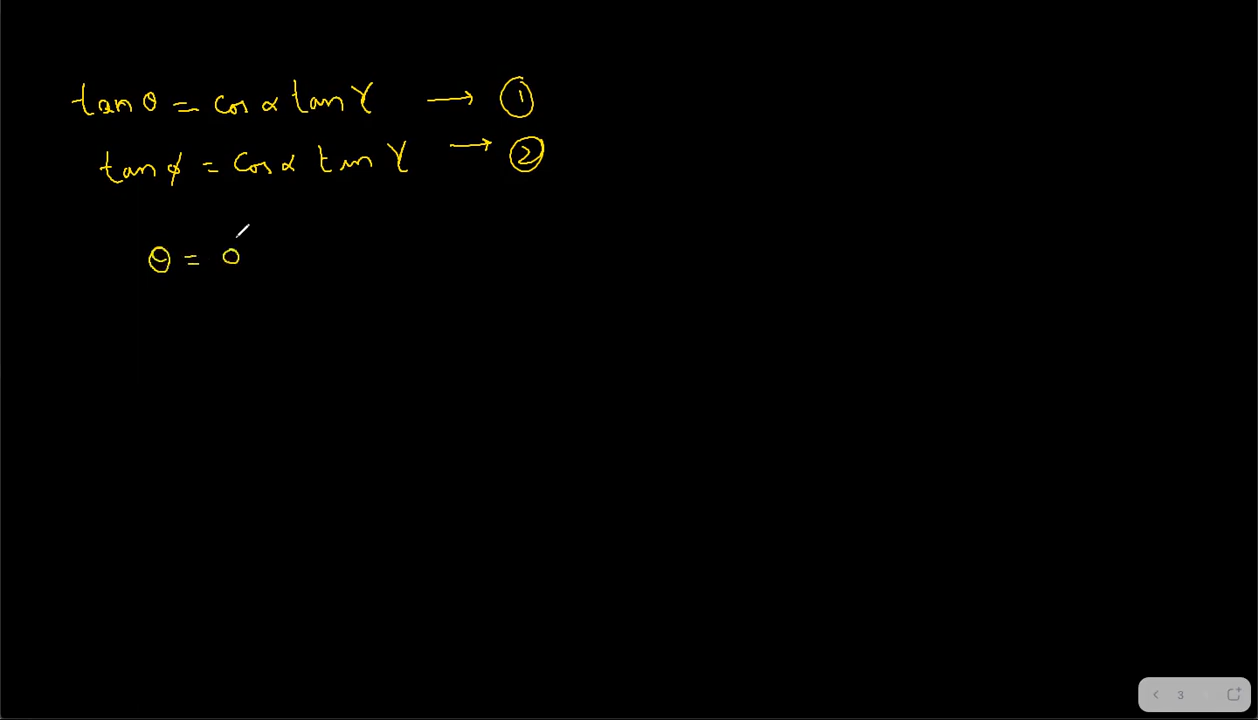 tan θ = cos α tan γ → ①
tan ϕ = cos α tan γ → ②
θ = 0
3